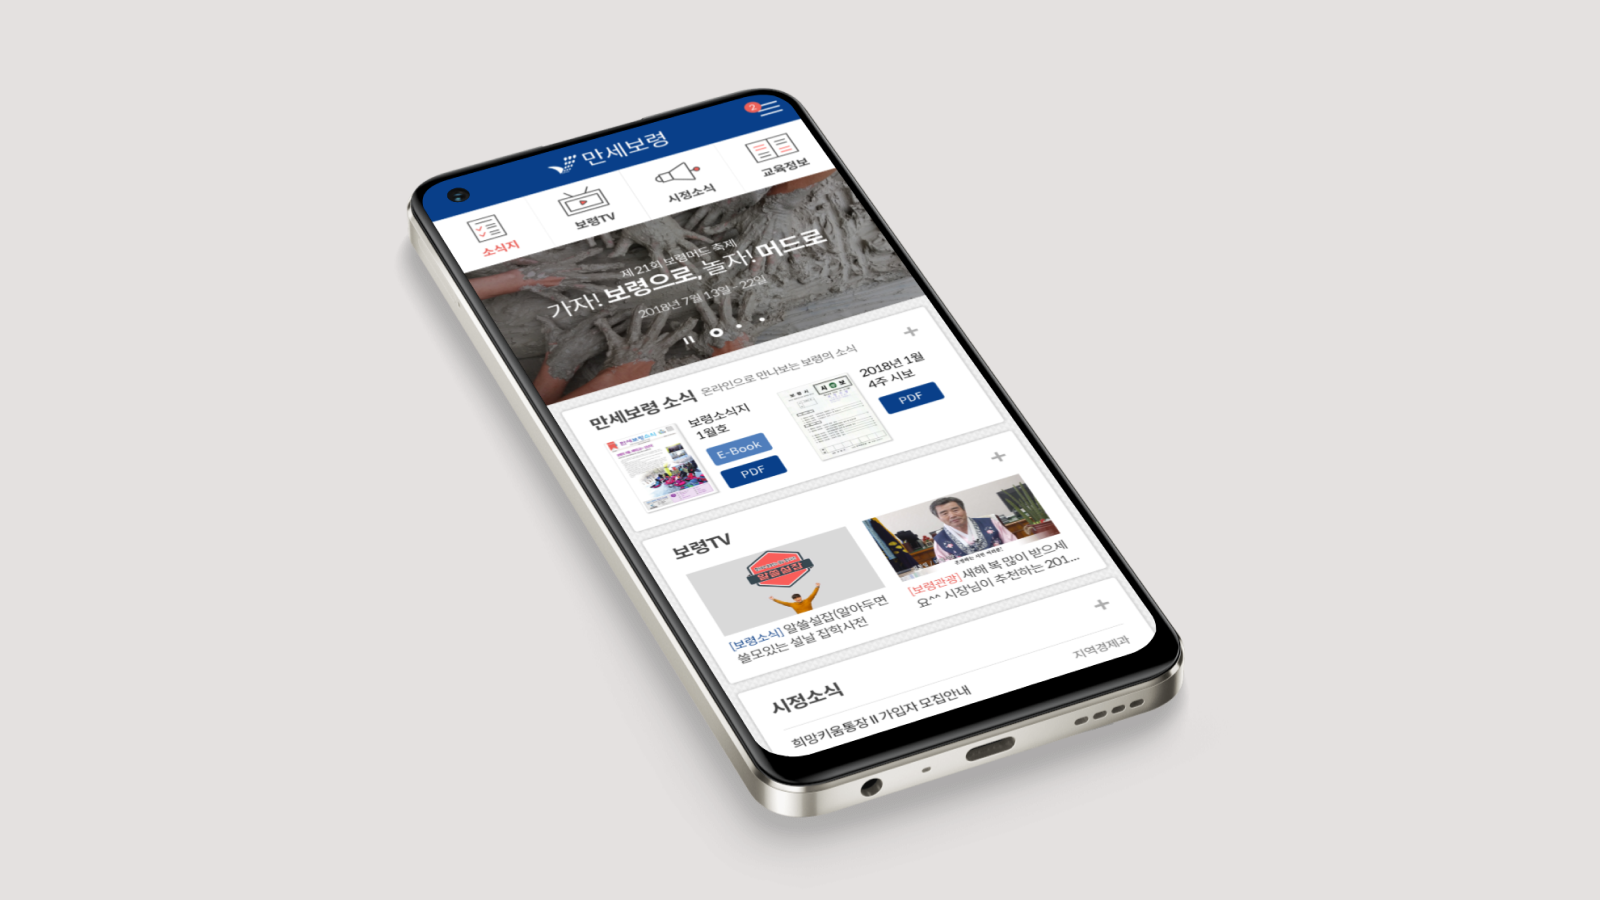 2
만세보령
소식지
보령TV
시정소식
교육정보
제 21회 보령머드 축제
가자! 보령으로, 놀자! 머드로
2018년 7월 13일 - 22일
만세보령 소식 온라인으로 만나보는 보령의 소식
보령소식지
1월호
E-Book
PDF
시보
2018년 1월
4주 시보
PDF
보령TV
알쓸설잡
[보령소식] 알쓸설잡(알아두면
쓸모있는 설날 잡학사전
[보령관광] 새해 복 많이 받으세
요^^ 시장님이 추천하는 201...
시정소식
희망키움통장 II 가입자 모집안내
지역경제과